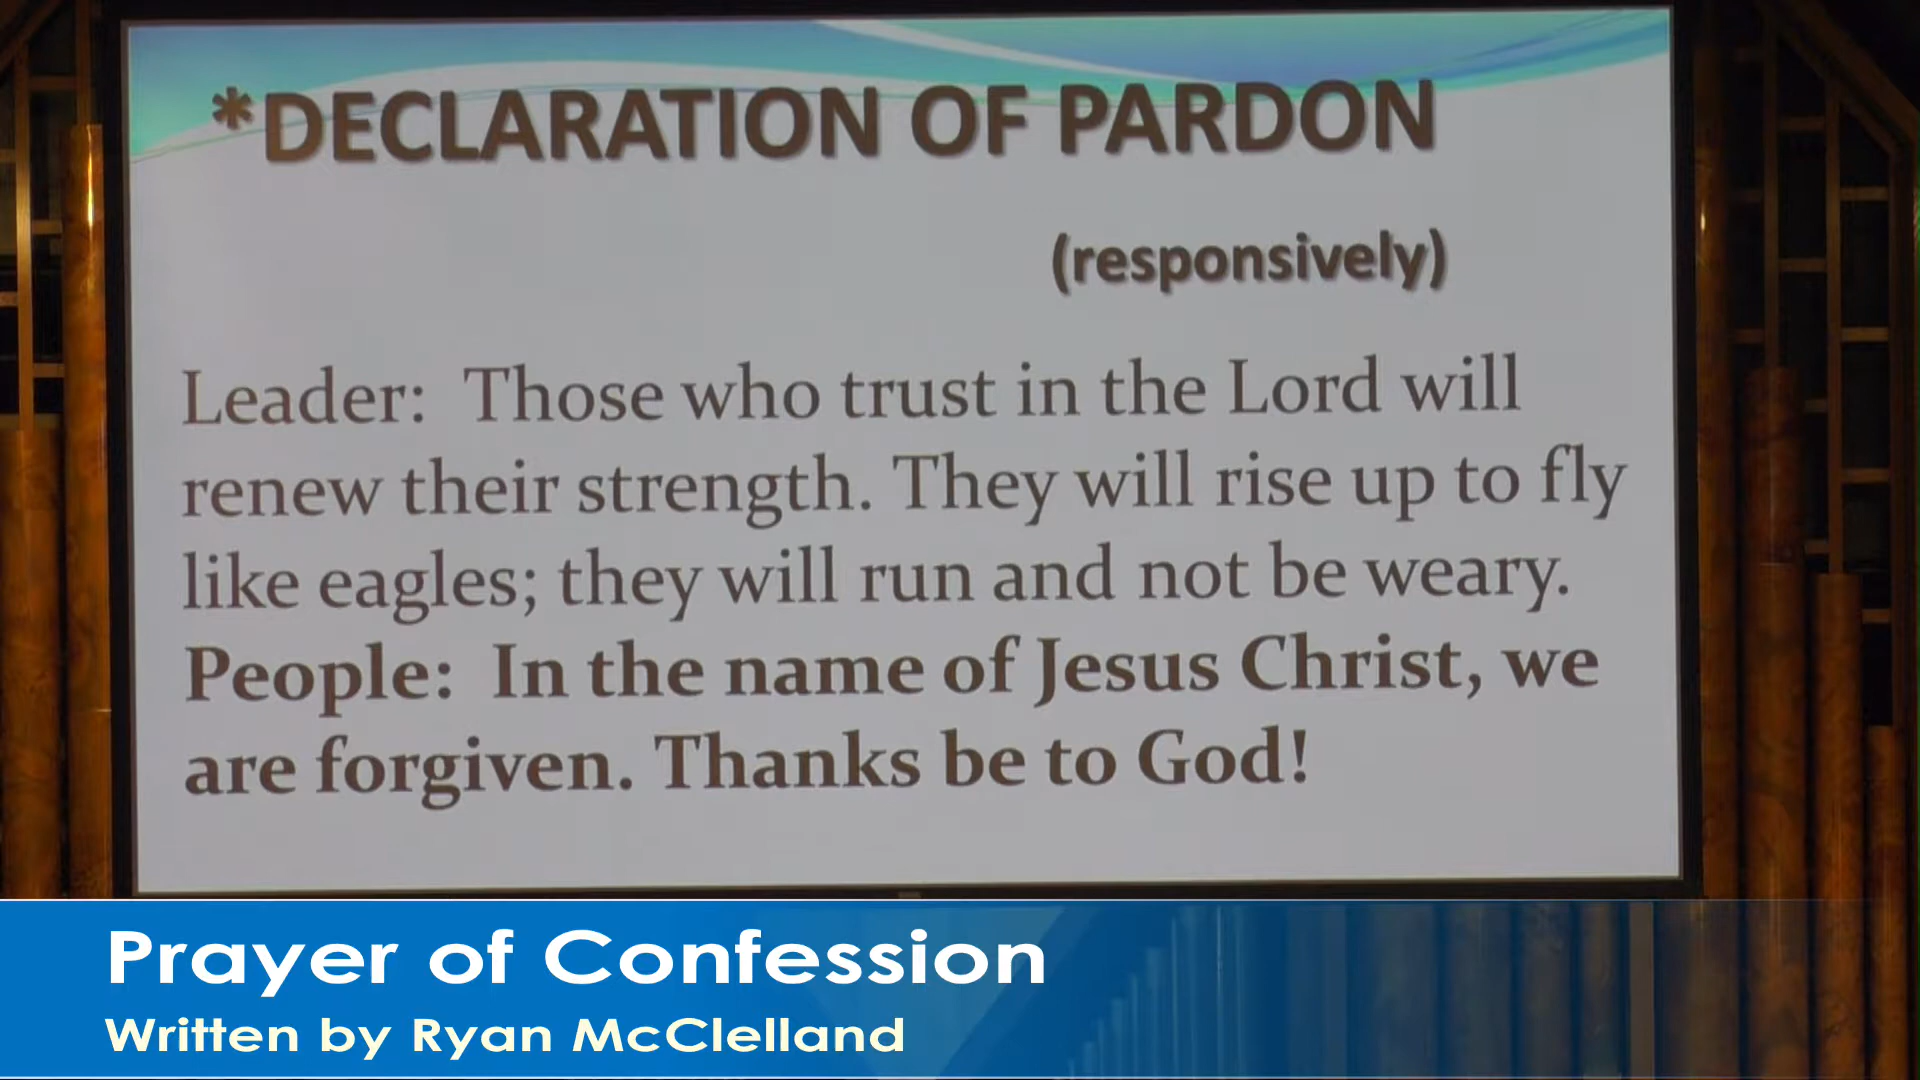 *DECLARATION OF PARDON
(responsively)
Leader: Those who trust in the Lord will
renew their strength. They will rise up to fly
like eagles; they will run and not be weary.
People: In the name of Jesus Christ, we
are forgiven. Thanks be to God!
Prayer of Confession
Written by Ryan McClelland